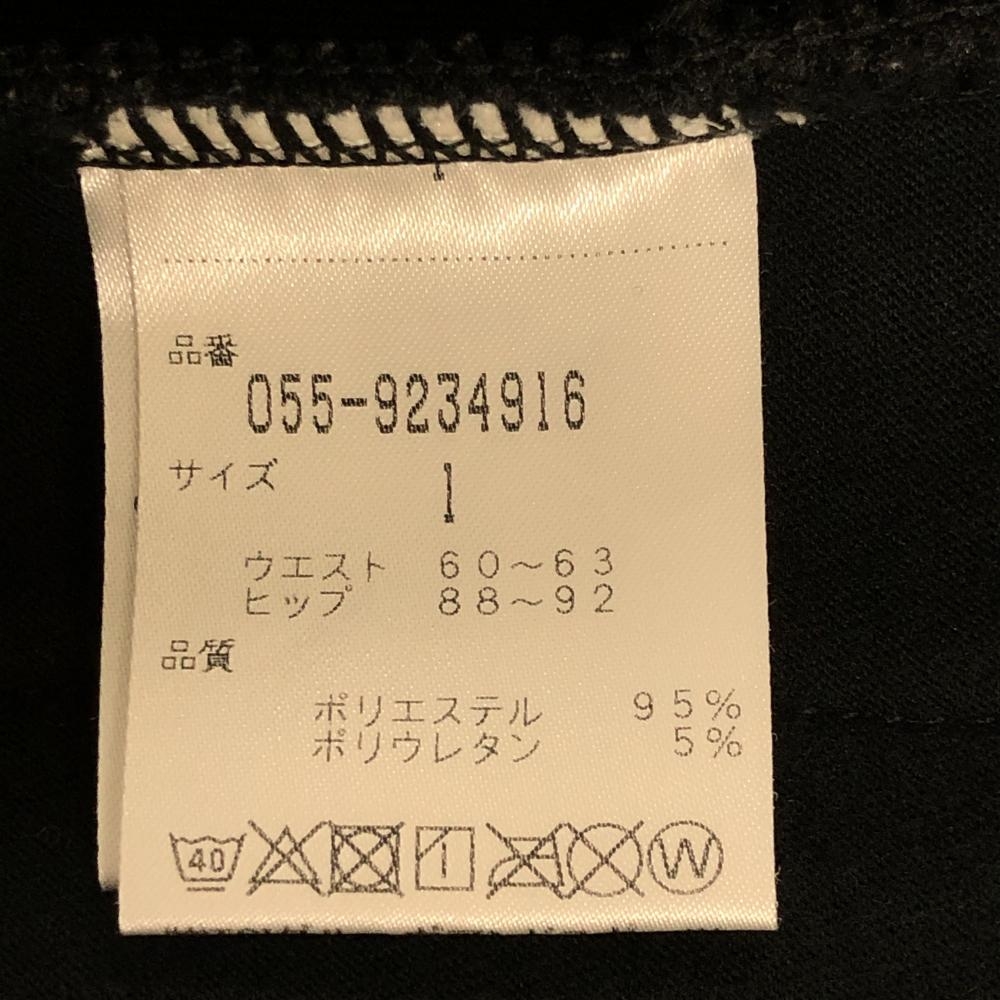 品番
055-9234916
サイズ 1
ウエスト 60~63
ヒップ 88~92
品質
ポリエステル 95%
ポリウレタン 5%
40 W